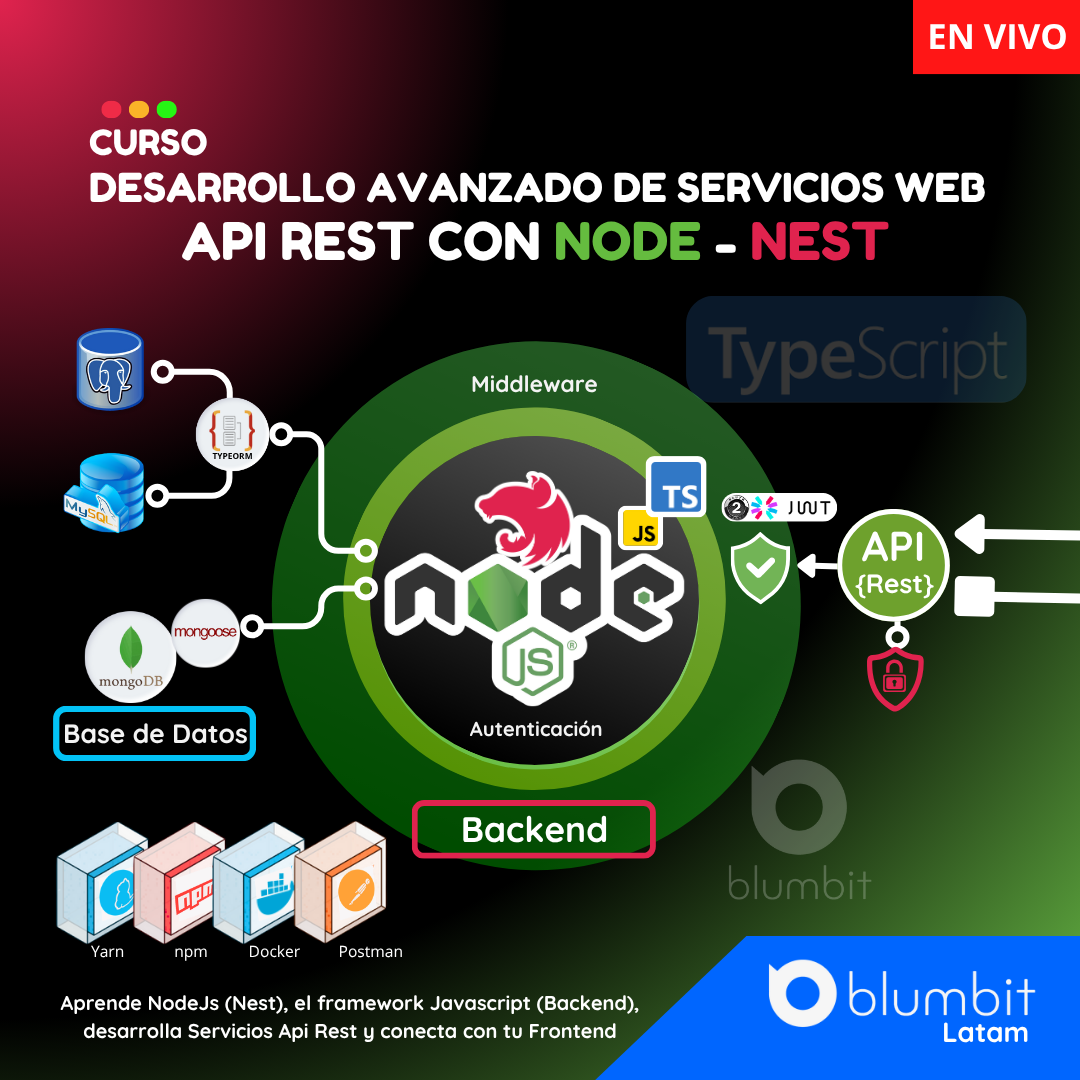 EN VIVO
CURSO
DESARROLLO AVANZADO DE SERVICIOS WEB
API REST CON NODE - NEST
TypeScript
Middleware
TYPEORM
MySQL
TS
JS
2
JWT
API
{Rest}
node
JS
®
mongoose
mongoDB
Base de Datos
Autenticación
Backend
blumbit
npm
Yarn
npm
Docker
Postman
Aprende NodeJs (Nest), el framework Javascript (Backend),
desarrolla Servicios Api Rest y conecta con tu Frontend
blumbit
Latam